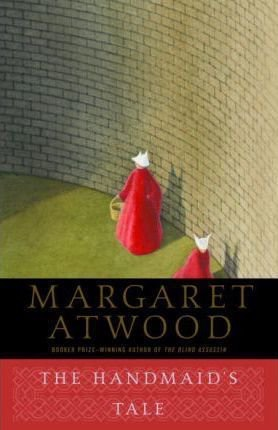 MARGARET
ATWOOD
BOOKER PRIZE–WINNING AUTHOR OF THE BLIND ASSASSIN
THE HANDMAID'S
TALE